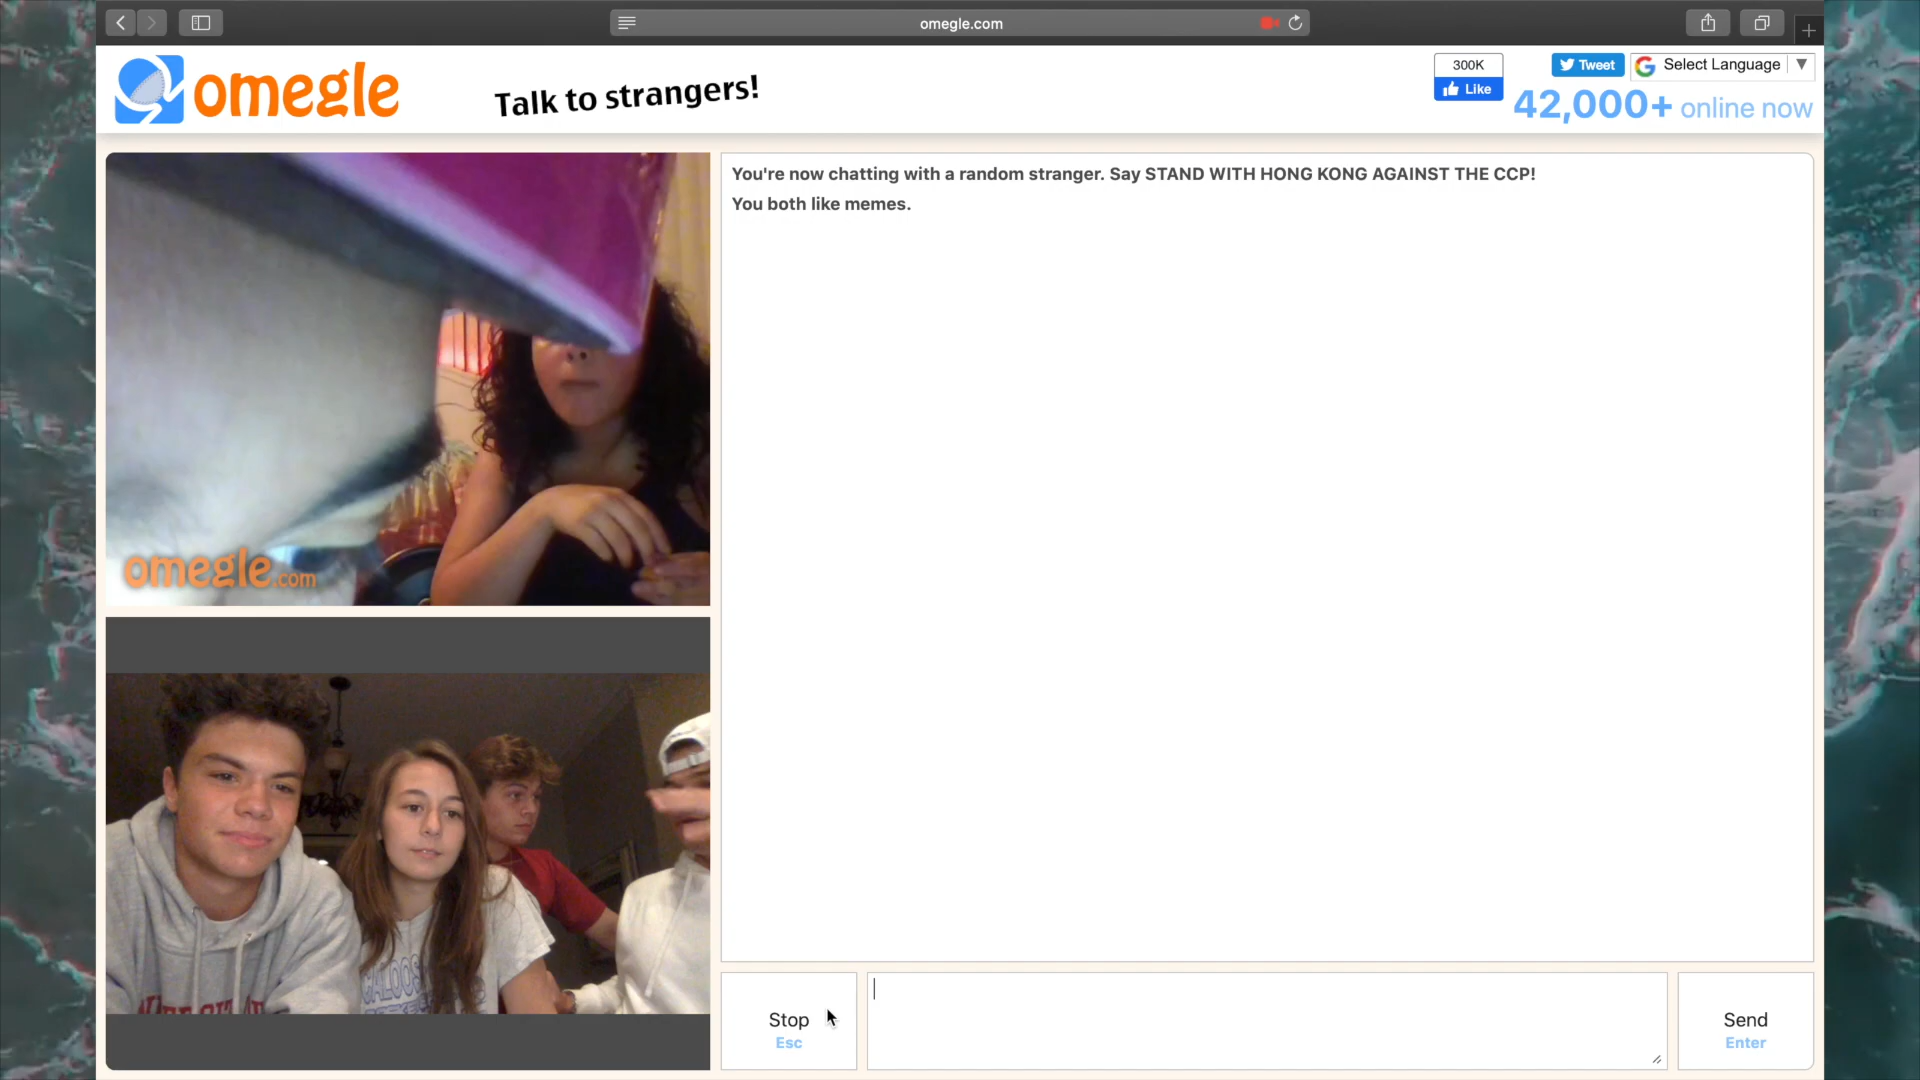 omegle.com
omegle
Talk to strangers!
300K
Like
Tweet
Select Language
42,000+ online now
You're now chatting with a random stranger. Say STAND WITH HONG KONG AGAINST THE CCP!
You both like memes.
omegle.com
Stop
Esc
Send
Enter